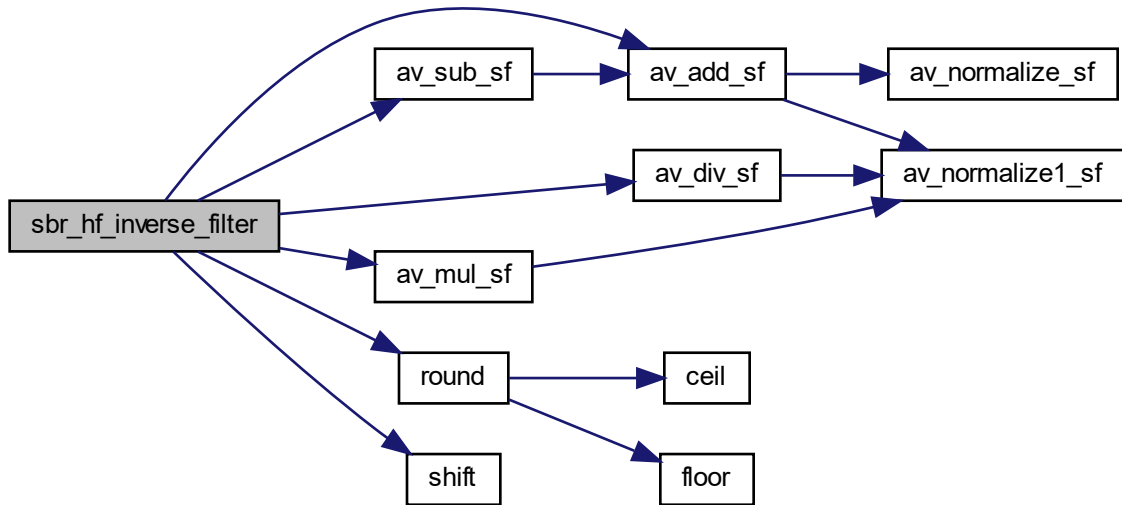 av_sub_sf
av_add_sf
av_normalize_sf
av_div_sf
av_normalize1_sf
sbr_hf_inverse_filter
av_mul_sf
round
ceil
shift
floor